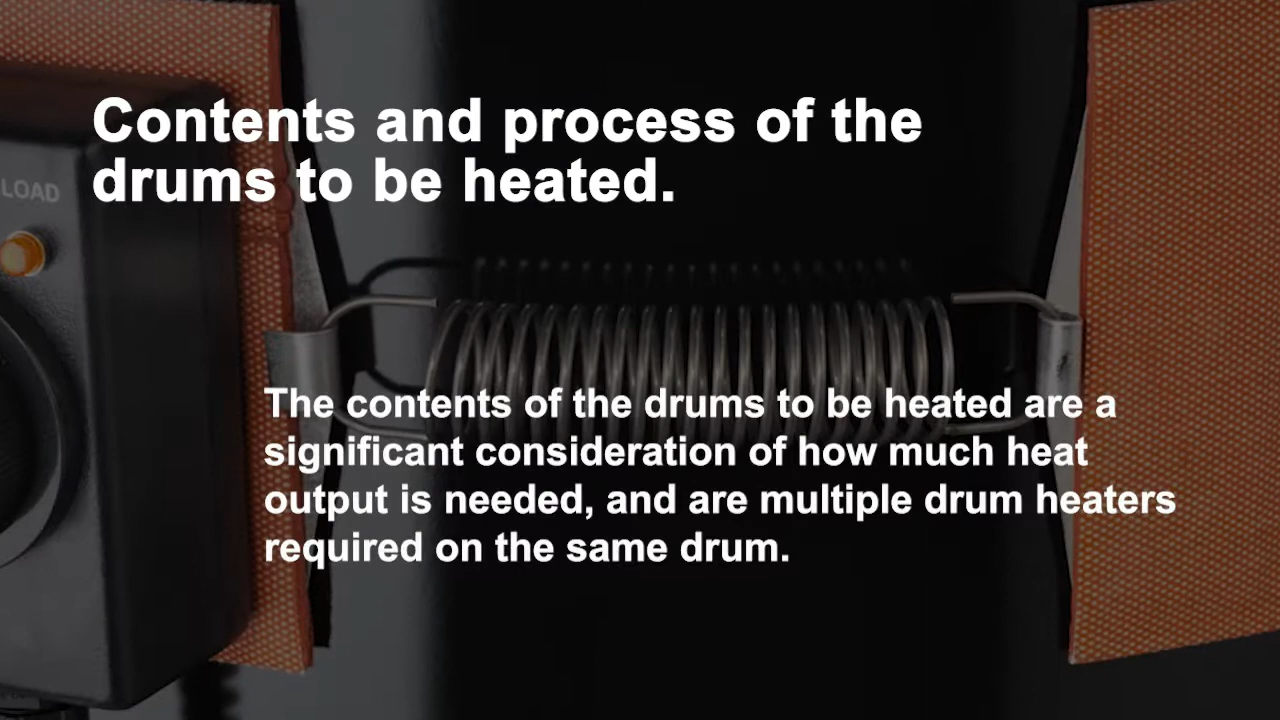 Contents and process of the
drums to be heated.
LOAD
The contents of the drums to be heated are a
significant consideration of how much heat
output is needed, and are multiple drum heaters
required on the same drum.